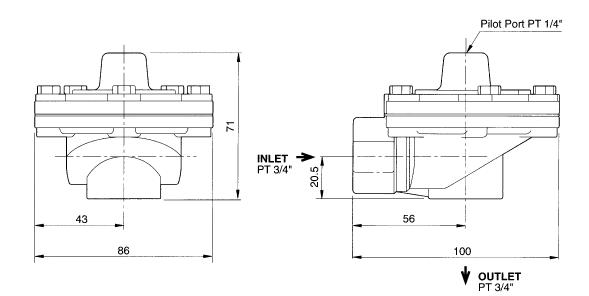 Pilot Port PT 1/4"
71
INLET
PT 3/4"
20.5
43
56
86
100
OUTLET
PT 3/4"